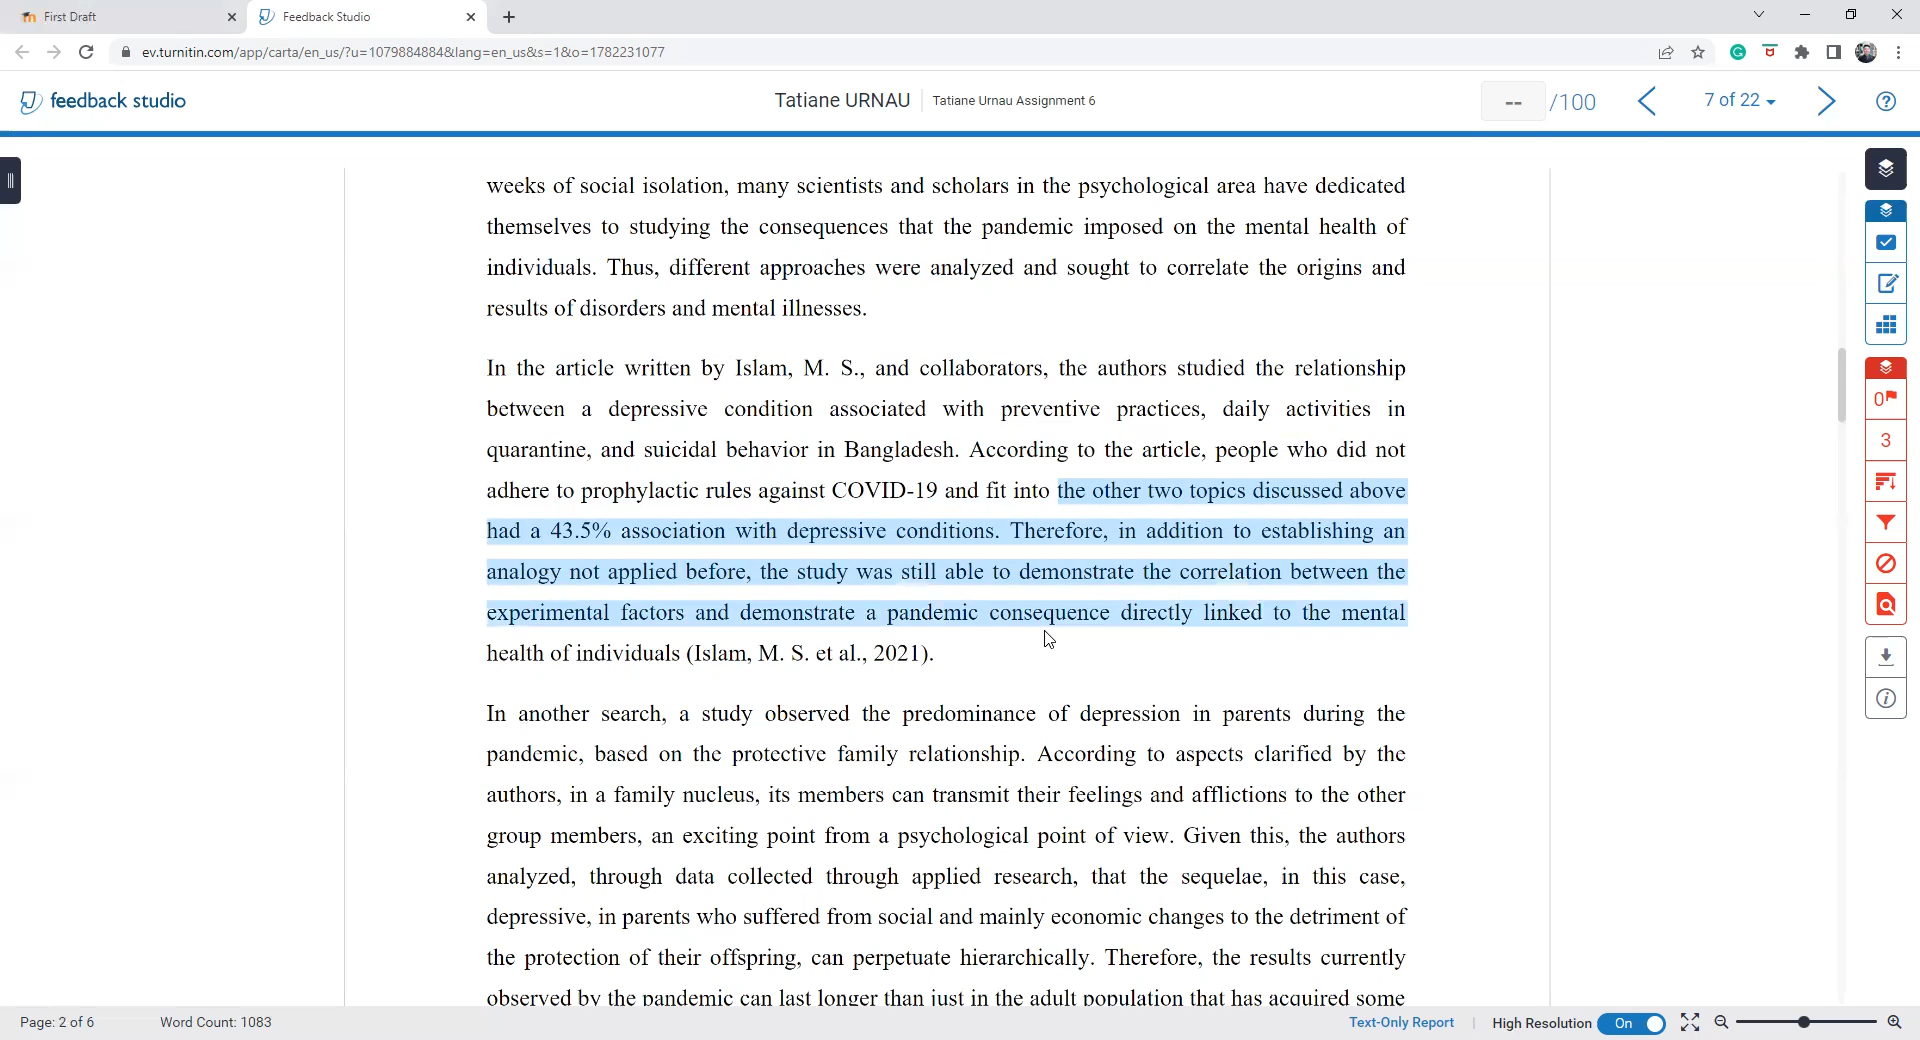 First Draft
Feedback Studio
ev.turnitin.com/app/carta/en_us/?u=1079884884&lang=en_us&s=1&o=1782231077
feedback studio
Tatiane URNAU
Tatiane Urnau Assignment 6
-- /100
7 of 22
weeks of social isolation, many scientists and scholars in the psychological area have dedicated
themselves to studying the consequences that the pandemic imposed on the mental health of
individuals. Thus, different approaches were analyzed and sought to correlate the origins and
results of disorders and mental illnesses.
In the article written by Islam, M. S., and collaborators, the authors studied the relationship
between a depressive condition associated with preventive practices, daily activities in
quarantine, and suicidal behavior in Bangladesh. According to the article, people who did not
adhere to prophylactic rules against COVID-19 and fit into the other two topics discussed above
had a 43.5% association with depressive conditions. Therefore, in addition to establishing an
analogy not applied before, the study was still able to demonstrate the correlation between the
experimental factors and demonstrate a pandemic consequence directly linked to the mental
health of individuals (Islam, M. S. et al., 2021).
In another search, a study observed the predominance of depression in parents during the
pandemic, based on the protective family relationship. According to aspects clarified by the
authors, in a family nucleus, its members can transmit their feelings and afflictions to the other
group members, an exciting point from a psychological point of view. Given this, the authors
analyzed, through data collected through applied research, that the sequelae, in this case,
depressive, in parents who suffered from social and mainly economic changes to the detriment of
the protection of their offspring, can perpetuate hierarchically. Therefore, the results currently
observed by the pandemic can last longer than just in the adult population that has acquired some
0
3
Page: 2 of 6
Word Count: 1083
Text-Only Report
High Resolution
On